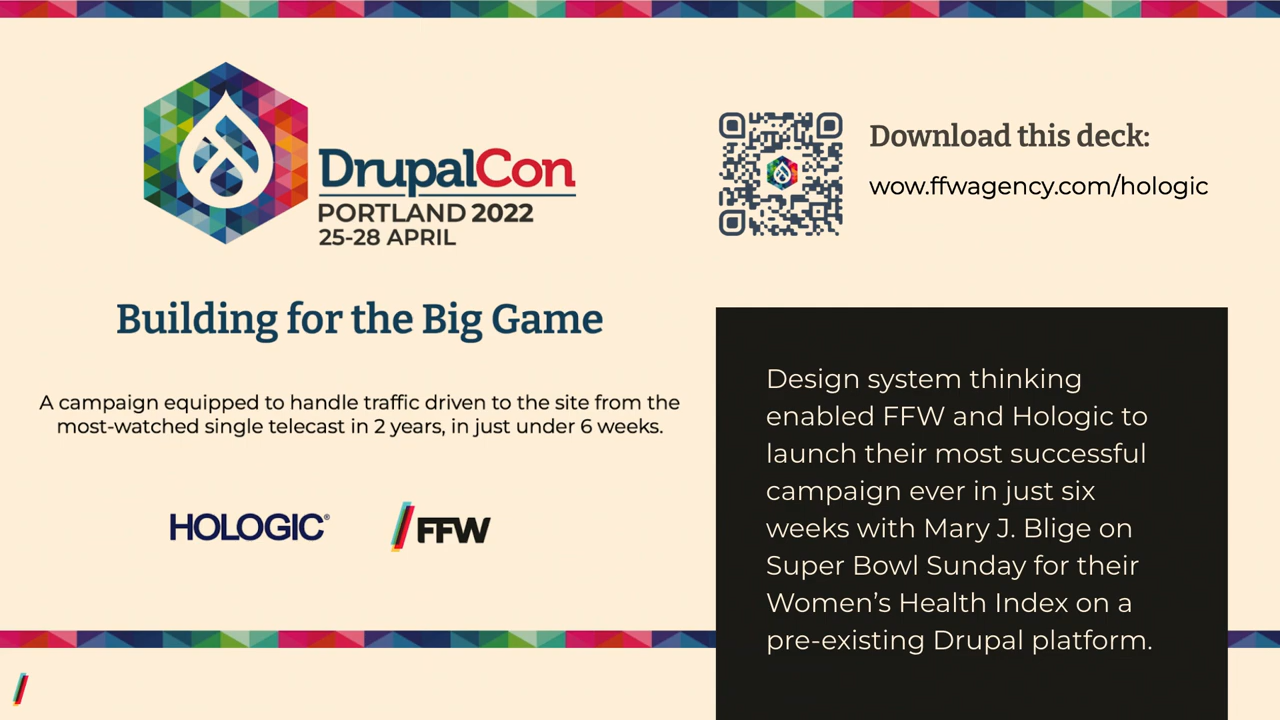 DrupalCon
PORTLAND 2022
25-28 APRIL
Building for the Big Game
A campaign equipped to handle traffic driven to the site from the
most-watched single telecast in 2 years, in just under 6 weeks.
HOLOGIC®
FFW
Download this deck:
wow.ffwagency.com/hologic
Design system thinking
enabled FFW and Hologic to
launch their most successful
campaign ever in just six
weeks with Mary J. Blige on
Super Bowl Sunday for their
Women’s Health Index on a
pre-existing Drupal platform.